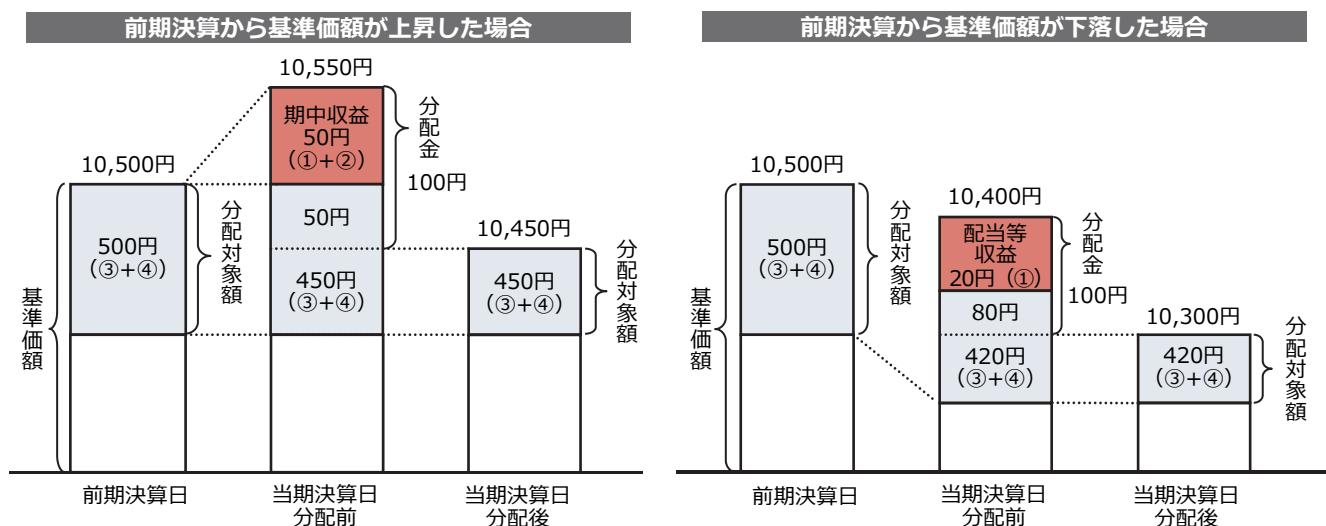 前期決算から基準価額が上昇した場合
10,550円
期中収益
50円
(①+②)
分配金
100円
10,500円
500円
(③+④)
分配対象額
50円
450円
(③+④)
10,450円
450円
(③+④)
分配対象額
基準価額
前期決算日
当期決算日
分配前
当期決算日
分配後
前期決算から基準価額が下落した場合
10,500円
500円
(③+④)
分配対象額
10,400円
配当等
収益
20円(①)
分配金
100円
80円
420円
(③+④)
10,300円
420円
(③+④)
分配対象額
基準価額
前期決算日
当期決算日
分配前
当期決算日
分配後